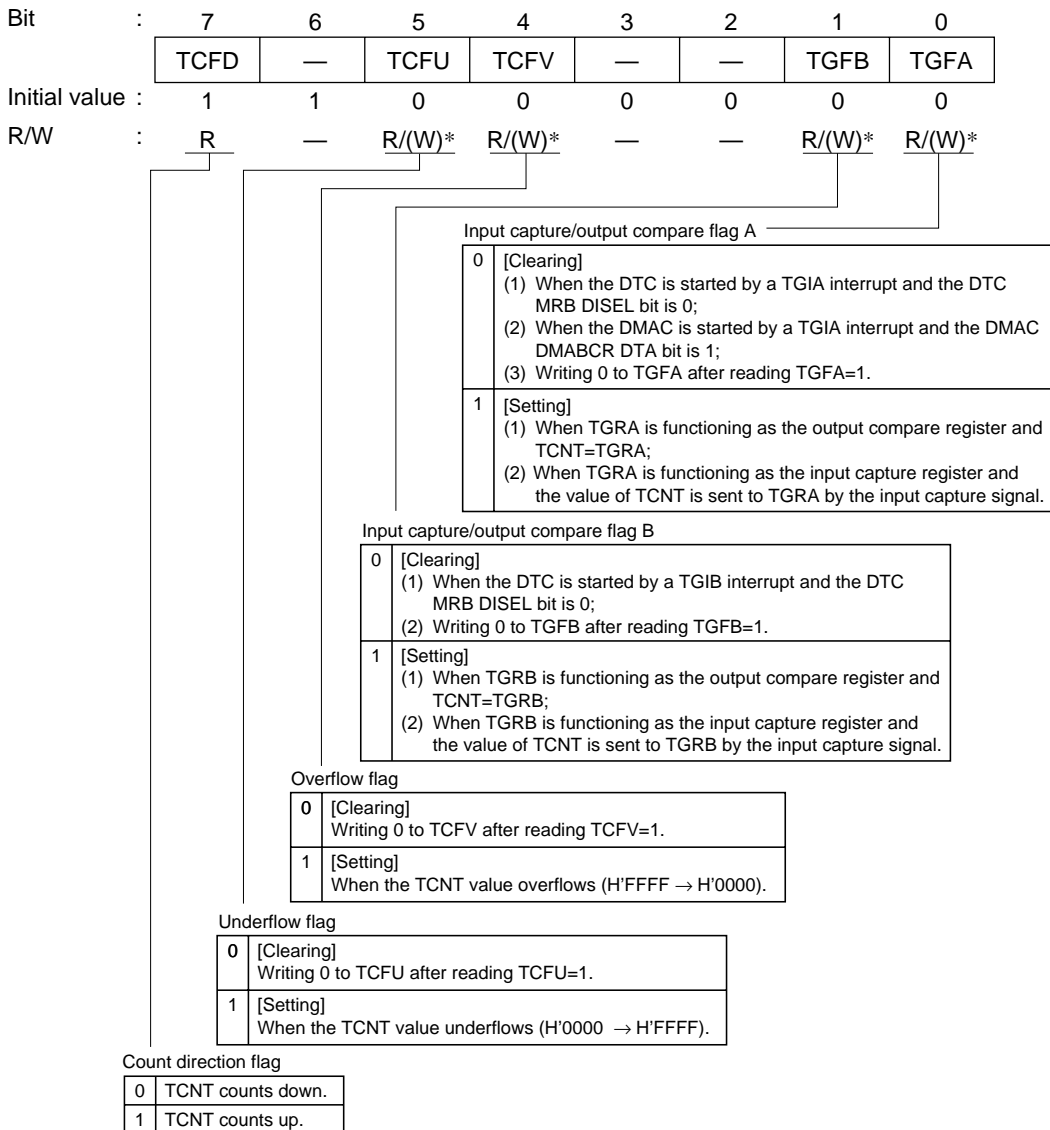 Bit : 7 6 5 4 3 2 1 0
TCFD — TCFU TCFV — — TGFB TGFA
Initial value : 1 1 0 0 0 0 0 0
R/W : R — R/(W)* R/(W)* — — R/(W)* R/(W)*
Input capture/output compare flag A
0 [Clearing]
(1) When the DTC is started by a TGIA interrupt and the DTC
MRB DISEL bit is 0;
(2) When the DMAC is started by a TGIA interrupt and the DMAC
DMABCR DTA bit is 1;
(3) Writing 0 to TGFA after reading TGFA=1.
1 [Setting]
(1) When TGRA is functioning as the output compare register and
TCNT=TGRA;
(2) When TGRA is functioning as the input capture register and
the value of TCNT is sent to TGRA by the input capture signal.
Input capture/output compare flag B
0 [Clearing]
(1) When the DTC is started by a TGIB interrupt and the DTC
MRB DISEL bit is 0;
(2) Writing 0 to TGFB after reading TGFB=1.
1 [Setting]
(1) When TGRB is functioning as the output compare register and
TCNT=TGRB;
(2) When TGRB is functioning as the input capture register and
the value of TCNT is sent to TGRB by the input capture signal.
Overflow flag
0 [Clearing]
Writing 0 to TCFV after reading TCFV=1.
1 [Setting]
When the TCNT value overflows (H'FFFF → H'0000).
Underflow flag
0 [Clearing]
Writing 0 to TCFU after reading TCFU=1.
1 [Setting]
When the TCNT value underflows (H'0000 → H'FFFF).
Count direction flag
0 TCNT counts down.
1 TCNT counts up.